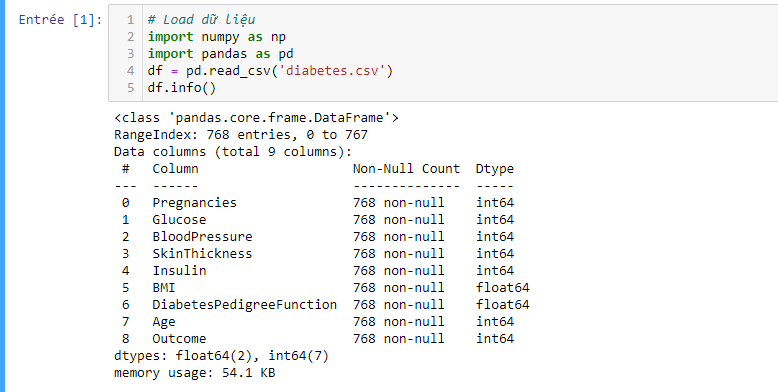 Entrée [1]:
1 # Load dữ liệu
2 import numpy as np
3 import pandas as pd
4 df = pd.read_csv('diabetes.csv')
5 df.info()
<class 'pandas.core.frame.DataFrame'>
RangeIndex: 768 entries, 0 to 767
Data columns (total 9 columns):
 #   Column                    Non-Null Count  Dtype
---  ------                    --------------  -----
 0   Pregnancies               768 non-null    int64
 1   Glucose                   768 non-null    int64
 2   BloodPressure             768 non-null    int64
 3   SkinThickness             768 non-null    int64
 4   Insulin                   768 non-null    int64
 5   BMI                       768 non-null    float64
 6   DiabetesPedigreeFunction  768 non-null    float64
 7   Age                       768 non-null    int64
 8   Outcome                   768 non-null    int64
dtypes: float64(2), int64(7)
memory usage: 54.1 KB